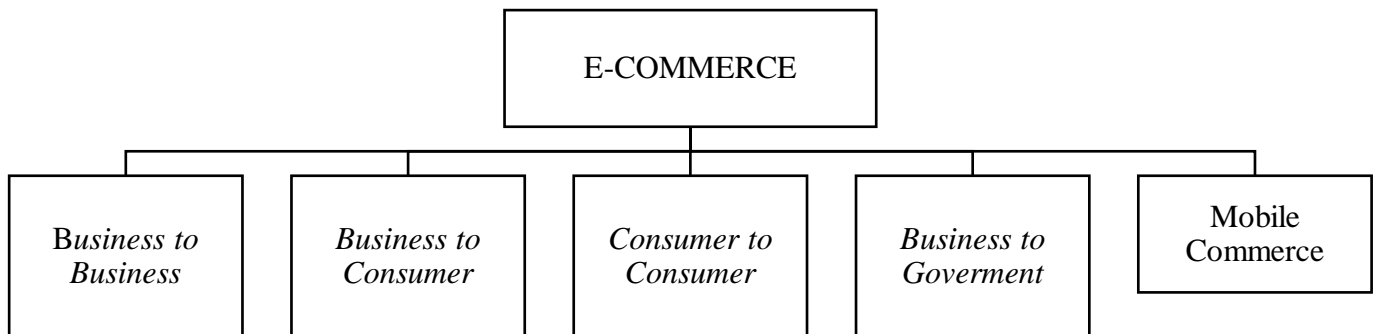 E-COMMERCE
Business to
Business
Business to
Consumer
Consumer to
Consumer
Business to
Goverment
Mobile
Commerce